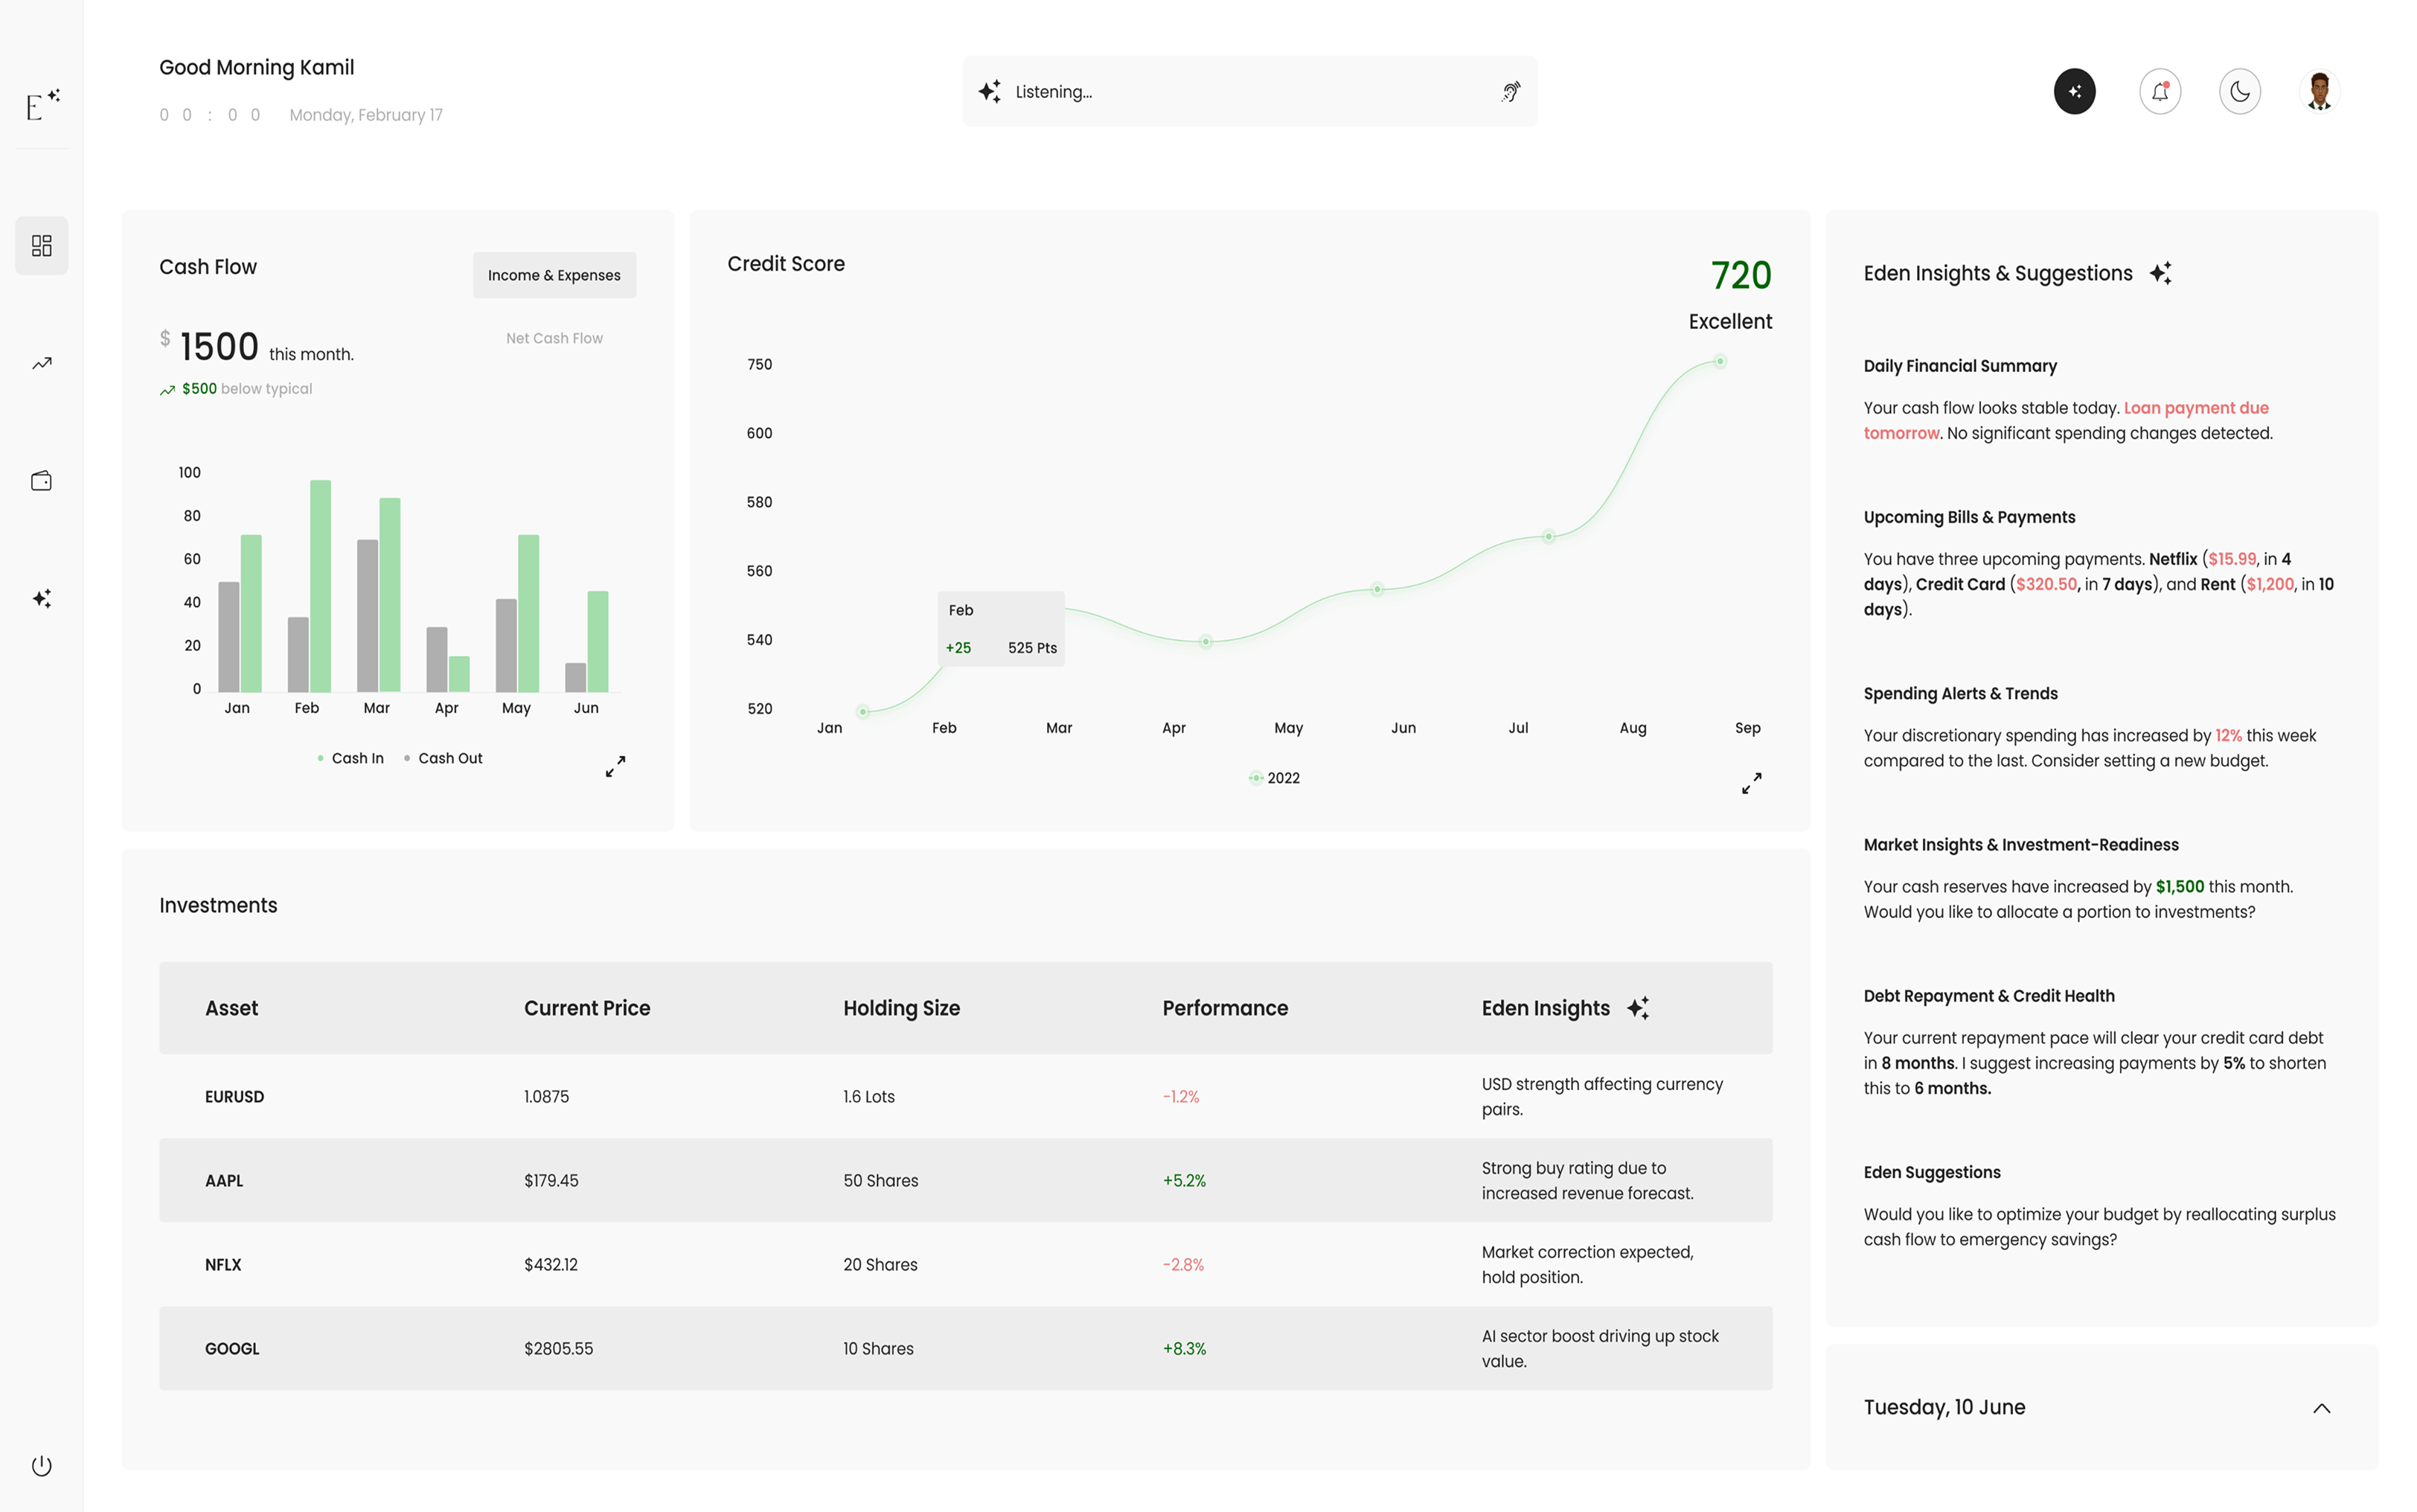 E
Good Morning Kamil
00:00 Monday, February 17
Listening...
Cash Flow
Income & Expenses
$ 1500 this month.
Net Cash Flow
$500 below typical
100
80
60
40
20
0
Jan Feb Mar Apr May Jun
Cash In Cash Out
Credit Score
720
Excellent
750
600
580
560
540
520
Feb
+25 525 Pts
Jan Feb Mar Apr May Jun Jul Aug Sep
2022
Investments
Asset Current Price Holding Size Performance Eden Insights
EURUSD 1.0875 1.6 Lots -1.2% USD strength affecting currency
pairs.
AAPL $179.45 50 Shares +5.2% Strong buy rating due to
increased revenue forecast.
NFLX $432.12 20 Shares -2.8% Market correction expected,
hold position.
GOOGL $2805.55 10 Shares +8.3% AI sector boost driving up stock
value.
Eden Insights & Suggestions
Daily Financial Summary
Your cash flow looks stable today. Loan payment due
tomorrow. No significant spending changes detected.
Upcoming Bills & Payments
You have three upcoming payments. Netflix ($15.99, in 4
days), Credit Card ($320.50, in 7 days), and Rent ($1,200, in 10
days).
Spending Alerts & Trends
Your discretionary spending has increased by 12% this week
compared to the last. Consider setting a new budget.
Market Insights & Investment-Readiness
Your cash reserves have increased by $1,500 this month.
Would you like to allocate a portion to investments?
Debt Repayment & Credit Health
Your current repayment pace will clear your credit card debt
in 8 months. I suggest increasing payments by 5% to shorten
this to 6 months.
Eden Suggestions
Would you like to optimize your budget by reallocating surplus
cash flow to emergency savings?
Tuesday, 10 June